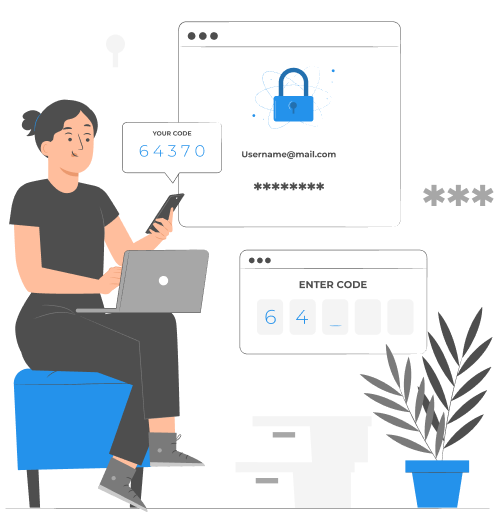 YOUR CODE
64370
Username@mail.com
********
***
ENTER CODE
6 4 _